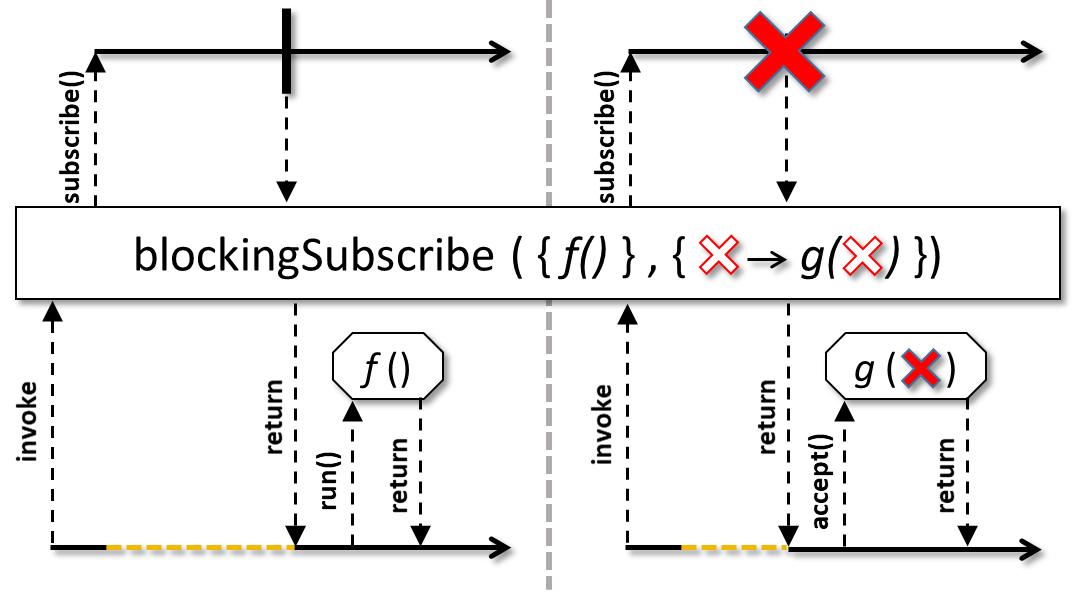 subscribe()
subscribe()
blockingSubscribe ( { f() } , { → g( ) })
f ()
g ( )
invoke
return
run()
return
invoke
return
accept()
return